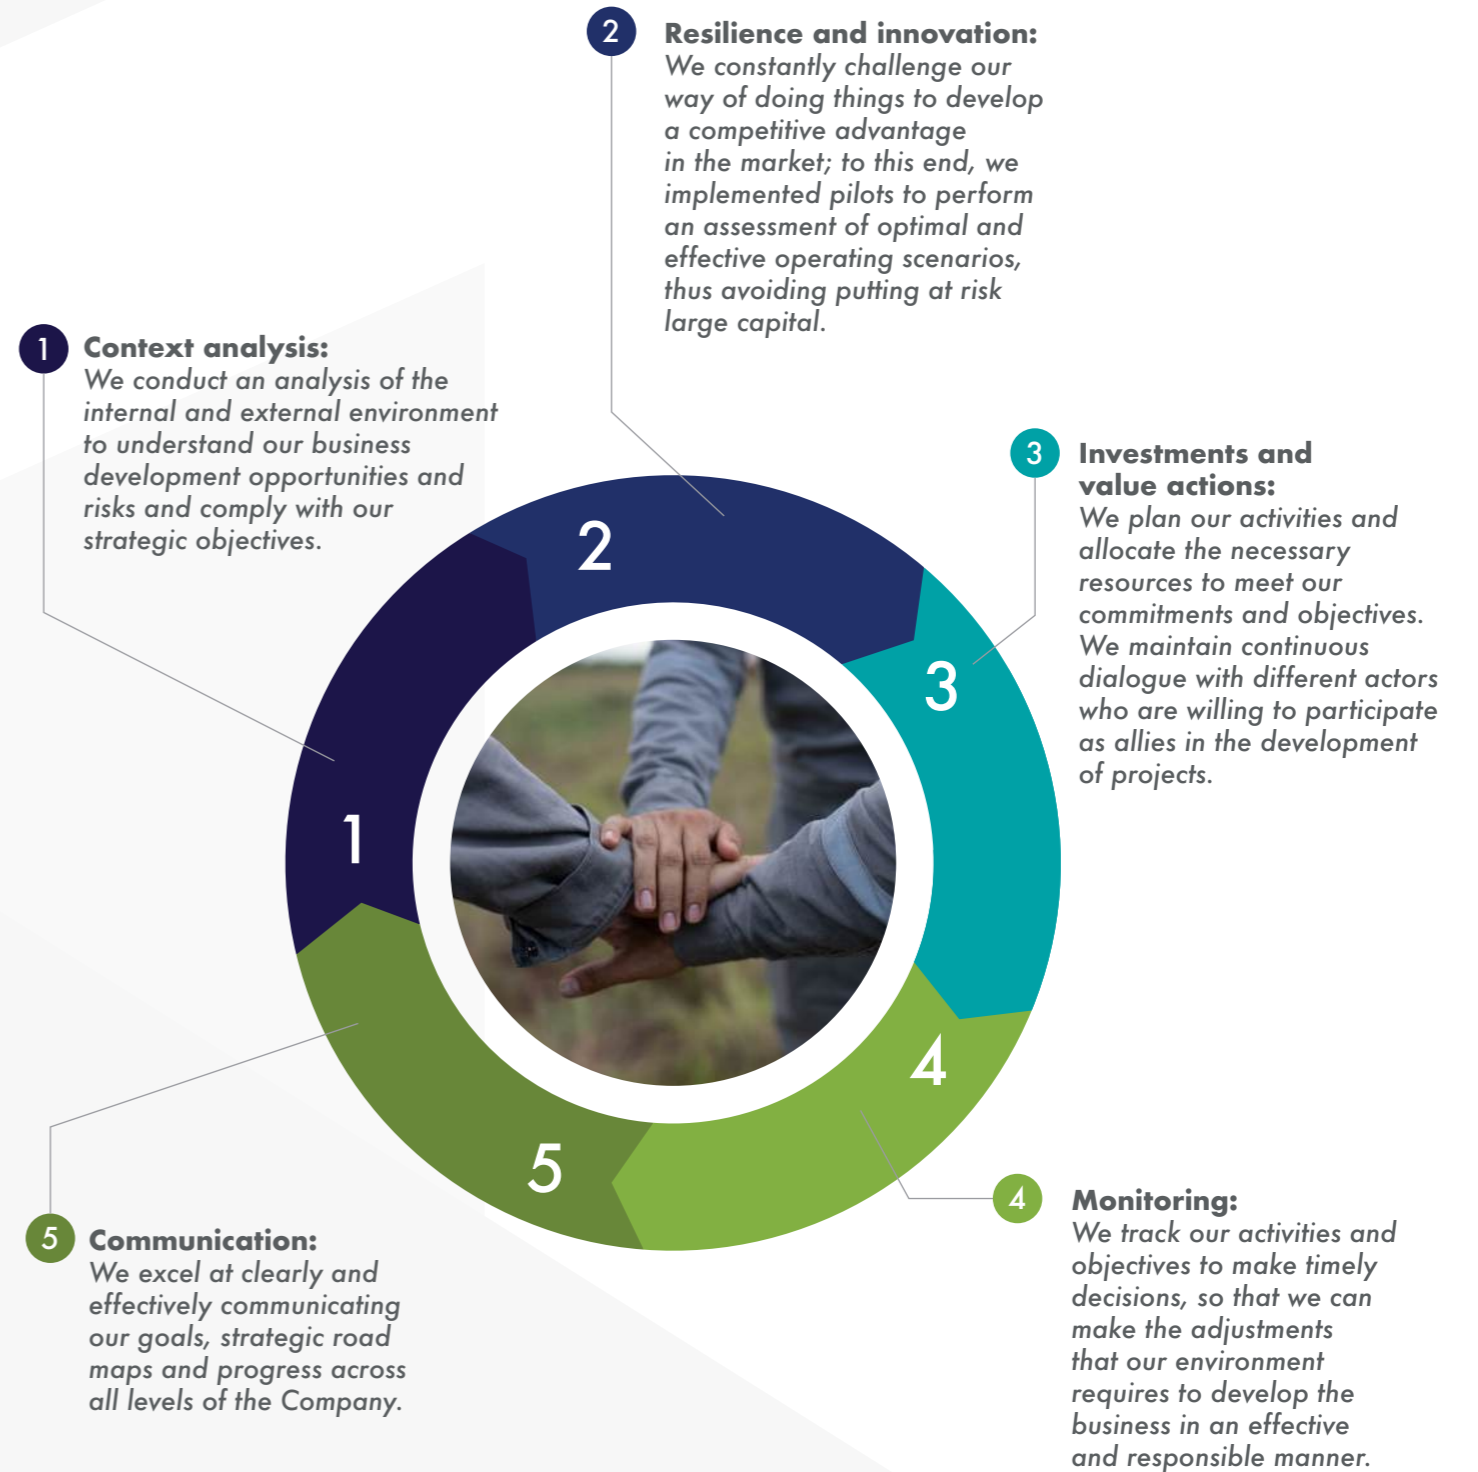 1
Context analysis:
We conduct an analysis of the
internal and external environment
to understand our business
development opportunities and
risks and comply with our
strategic objectives.
2
Resilience and innovation:
We constantly challenge our
way of doing things to develop
a competitive advantage
in the market; to this end, we
implemented pilots to perform
an assessment of optimal and
effective operating scenarios,
thus avoiding putting at risk
large capital.
3
Investments and
value actions:
We plan our activities and
allocate the necessary
resources to meet our
commitments and objectives.
We maintain continuous
dialogue with different actors
who are willing to participate
as allies in the development
of projects.
4
Monitoring:
We track our activities and
objectives to make timely
decisions, so that we can
make the adjustments
that our environment
requires to develop the
business in an effective
and responsible manner.
5
Communication:
We excel at clearly and
effectively communicating
our goals, strategic road
maps and progress across
all levels of the Company.
1
2
3
4
5